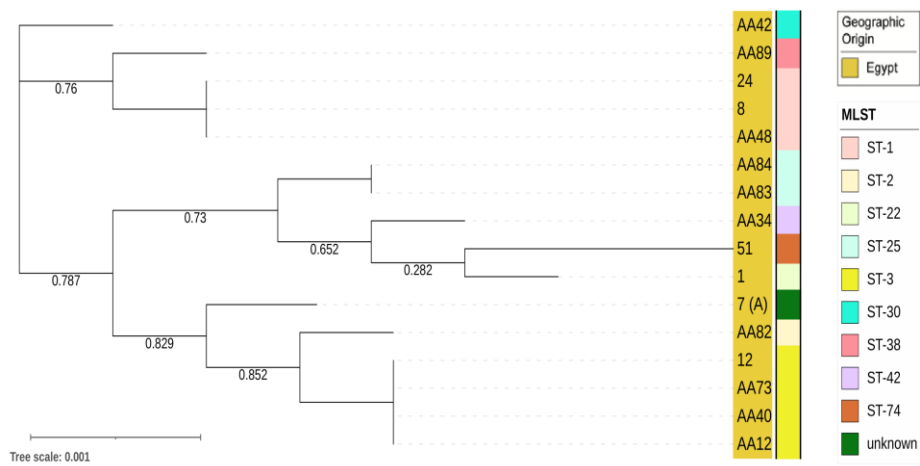 AA42
AA89
24
8
AA48
AA84
AA83
AA34
51
1
7 (A)
AA82
12
AA73
AA40
AA12
0.76
0.73
0.652
0.282
0.787
0.829
0.852
Tree scale: 0.001
Geographic
Origin
Egypt
MLST
ST-1
ST-2
ST-22
ST-25
ST-3
ST-30
ST-38
ST-42
ST-74
unknown